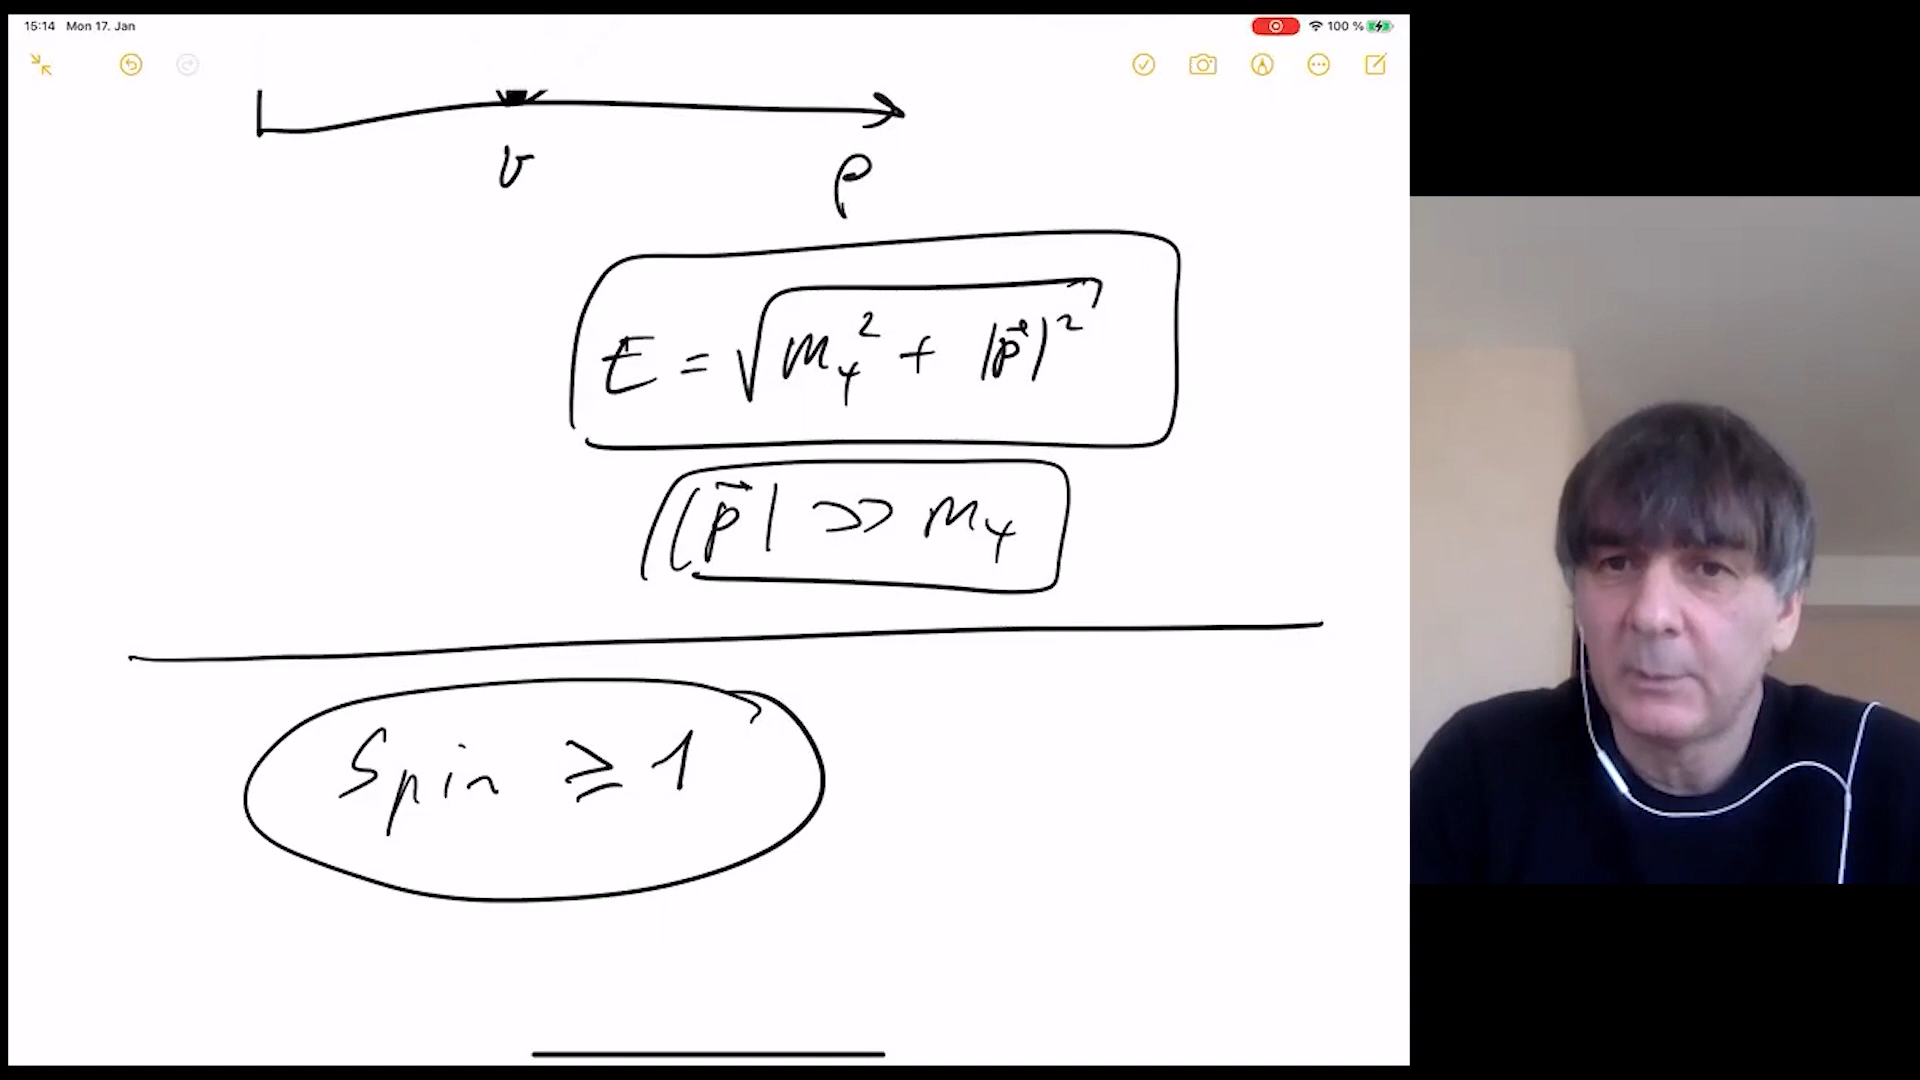 15:14 Mon 17. Jan 100 %
v ρ
E = √(m_ψ² + |p⃗|²)
|p⃗| >> m_ψ
Spin ≥ 1